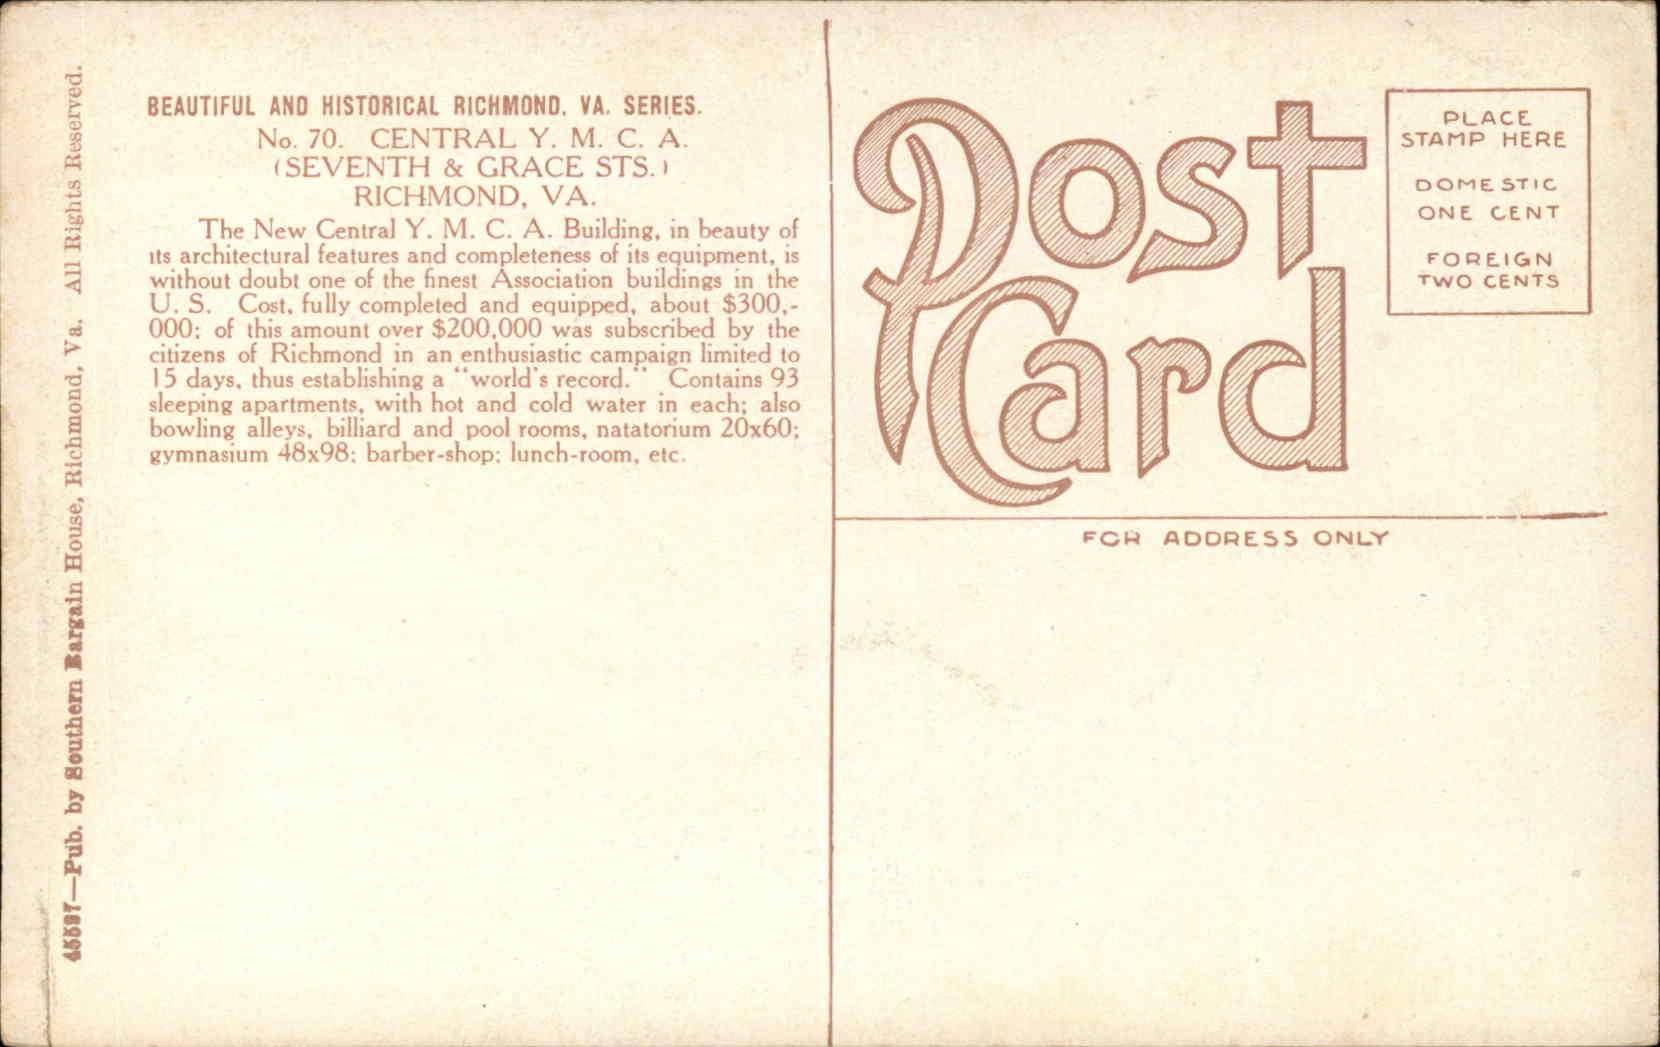 BEAUTIFUL AND HISTORICAL RICHMOND, VA. SERIES.
No. 70. CENTRAL Y. M. C. A.
(SEVENTH & GRACE STS.)
RICHMOND, VA.
The New Central Y. M. C. A. Building, in beauty of
its architectural features and completeness of its equipment, is
without doubt one of the finest Association buildings in the
U. S. Cost, fully completed and equipped, about $300,-
000; of this amount over $200,000 was subscribed by the
citizens of Richmond in an enthusiastic campaign limited to
15 days, thus establishing a "world's record." Contains 93
sleeping apartments, with hot and cold water in each; also
bowling alleys, billiard and pool rooms, natatorium 20x60;
gymnasium 48x98; barber-shop; lunch-room, etc.
45597—Pub. by Southern Bargain House, Richmond, Va. All Rights Reserved.
Post
Card
PLACE
STAMP HERE
DOMESTIC
ONE CENT
FOREIGN
TWO CENTS
FOR ADDRESS ONLY